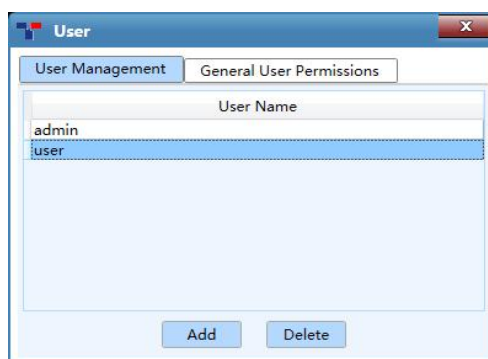 User
x
User Management
General User Permissions
User Name
admin
user
Add
Delete